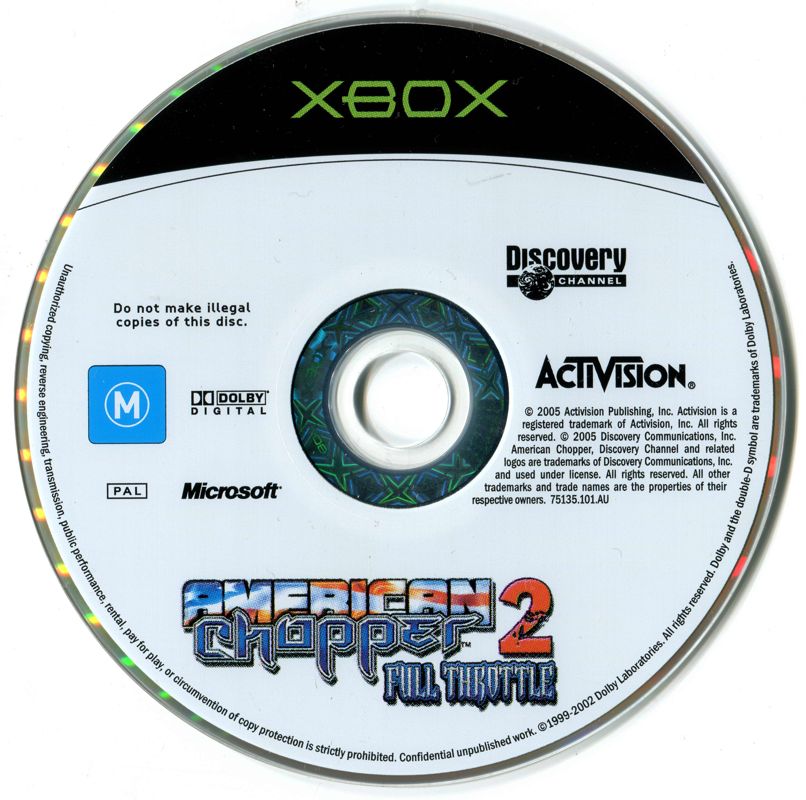 XBOX
Discovery
CHANNEL
Do not make illegal
copies of this disc.
ACTIVISION®
M
DOLBY
DIGITAL
© 2005 Activision Publishing, Inc. Activision is a
registered trademark of Activision, Inc. All rights
reserved. © 2005 Discovery Communications, Inc.
American Chopper, Discovery Channel and related
logos are trademarks of Discovery Communications, Inc.
and used under license. All rights reserved. All other
trademarks and trade names are the properties of their
respective owners. 75135.101.AU
PAL
Microsoft®
AMERICAN
Chopper™ 2
FULL THROTTLE
Unauthorized copying, reverse engineering, transmission, public performance, rental, pay for play, or circumvention of copy protection is strictly prohibited. Confidential unpublished work. ©1999-2002 Dolby Laboratories. All rights reserved. Dolby and the double-D symbol are trademarks of Dolby Laboratories.